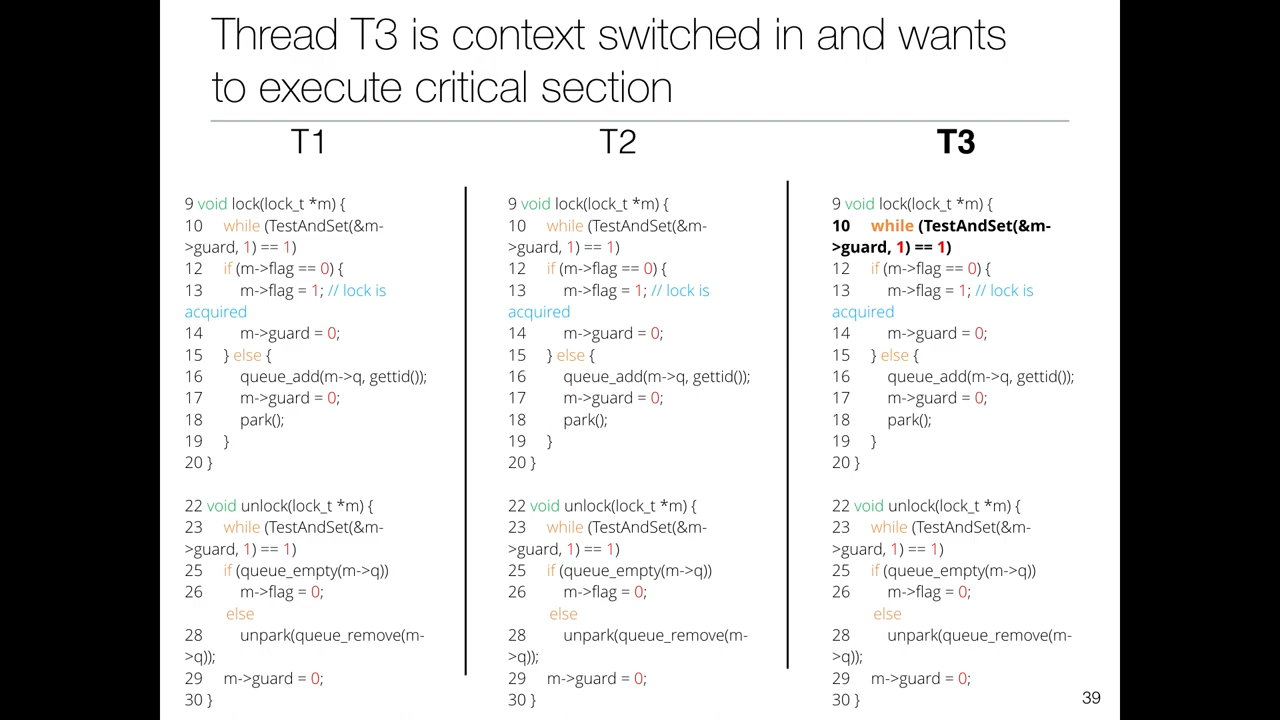 Thread T3 is context switched in and wants
to execute critical section
T1
9 void lock(lock_t *m) {
10 while (TestAndSet(&m-
>guard, 1) == 1)
12 if (m->flag == 0) {
13 m->flag = 1; // lock is
acquired
14 m->guard = 0;
15 } else {
16 queue_add(m->q, gettid());
17 m->guard = 0;
18 park();
19 }
20 }
22 void unlock(lock_t *m) {
23 while (TestAndSet(&m-
>guard, 1) == 1)
25 if (queue_empty(m->q))
26 m->flag = 0;
else
28 unpark(queue_remove(m-
>q));
29 m->guard = 0;
30 }
T2
9 void lock(lock_t *m) {
10 while (TestAndSet(&m-
>guard, 1) == 1)
12 if (m->flag == 0) {
13 m->flag = 1; // lock is
acquired
14 m->guard = 0;
15 } else {
16 queue_add(m->q, gettid());
17 m->guard = 0;
18 park();
19 }
20 }
22 void unlock(lock_t *m) {
23 while (TestAndSet(&m-
>guard, 1) == 1)
25 if (queue_empty(m->q))
26 m->flag = 0;
else
28 unpark(queue_remove(m-
>q));
29 m->guard = 0;
30 }
T3
9 void lock(lock_t *m) {
10 while (TestAndSet(&m-
>guard, 1) == 1)
12 if (m->flag == 0) {
13 m->flag = 1; // lock is
acquired
14 m->guard = 0;
15 } else {
16 queue_add(m->q, gettid());
17 m->guard = 0;
18 park();
19 }
20 }
22 void unlock(lock_t *m) {
23 while (TestAndSet(&m-
>guard, 1) == 1)
25 if (queue_empty(m->q))
26 m->flag = 0;
else
28 unpark(queue_remove(m-
>q));
29 m->guard = 0;
30 }
39